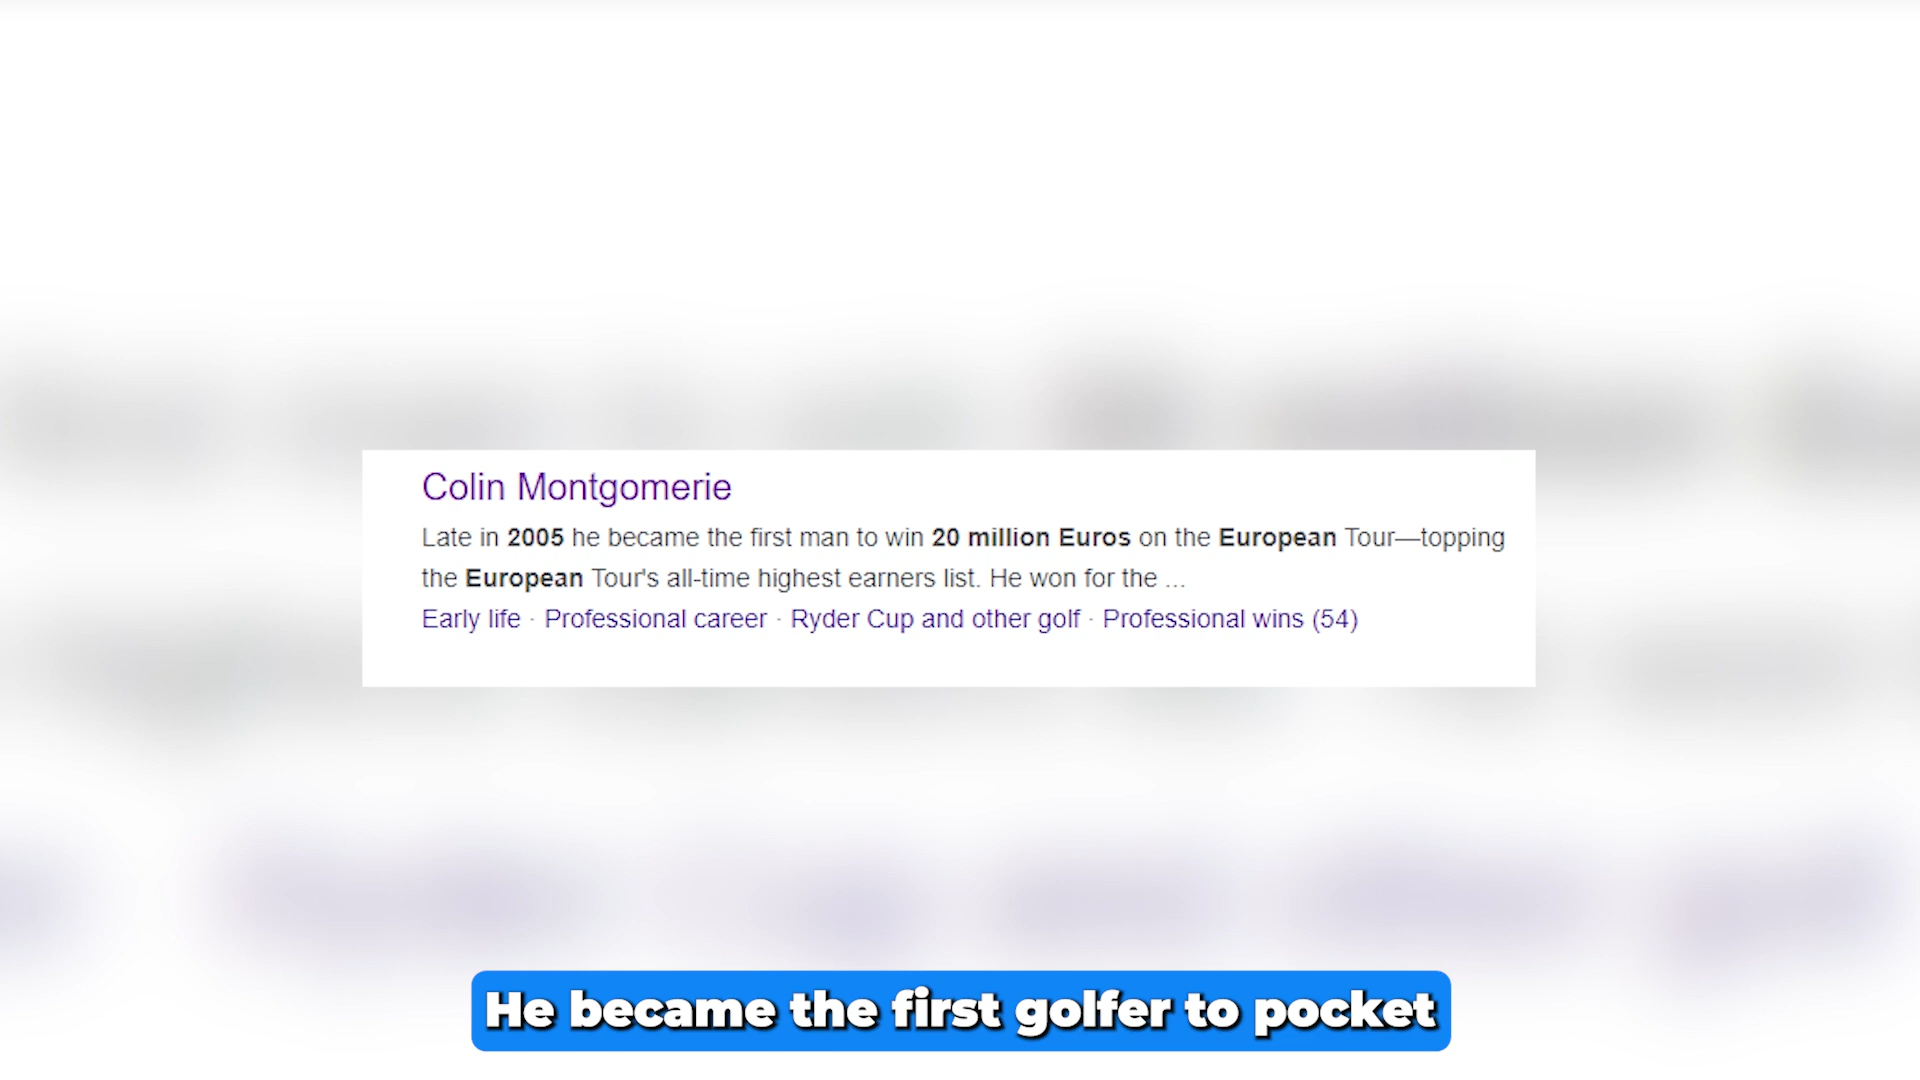 Colin Montgomerie
Late in 2005 he became the first man to win 20 million Euros on the European Tour—topping
the European Tour's all-time highest earners list. He won for the ...
Early life · Professional career · Ryder Cup and other golf · Professional wins (54)
He became the first golfer to pocket